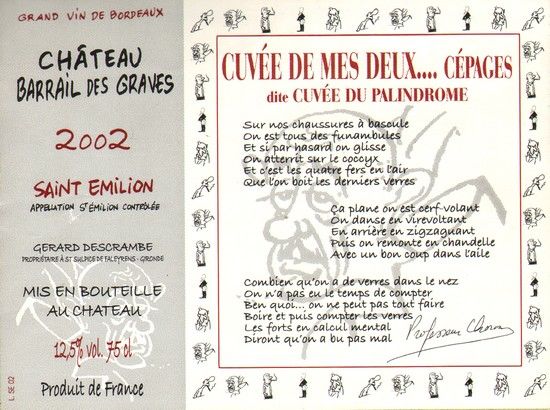 GRAND VIN DE BORDEAUX
CHÂTEAU
BARRAIL DES GRAVES
2002
SAINT EMILION
APPELLATION ST ÉMILION CONTRÔLÉE
GERARD DESCRAMBE
PROPRIÉTAIRE À ST SULPICE DE FALEYRENS - GIRONDE
MIS EN BOUTEILLE
AU CHATEAU
12,5% vol. 75 cl
Produit de France
L. SE 02
CUVÉE DE MES DEUX.... CÉPAGES
dite CUVÉE DU PALINDROME
Sur nos chaussures à bascule
On est tous des funambules
Et si par hasard on glisse
On atterrit sur le coccyx
Et c'est les quatre fers en l'air
Que l'on boit les derniers verres
Ça plane on est cerf-volant
On danse en virevoltant
En arrière en zigzaguant
Puis on remonte en chandelle
Avec un bon coup dans l'aile
Combien qu'on a de verres dans le nez
On n'a pas eu le temps de compter
Ben quoi... on ne peut pas tout faire
Boire et puis compter les verres
Les forts en calcul mental
Diront qu'on a bu pas mal
Professeur Choron